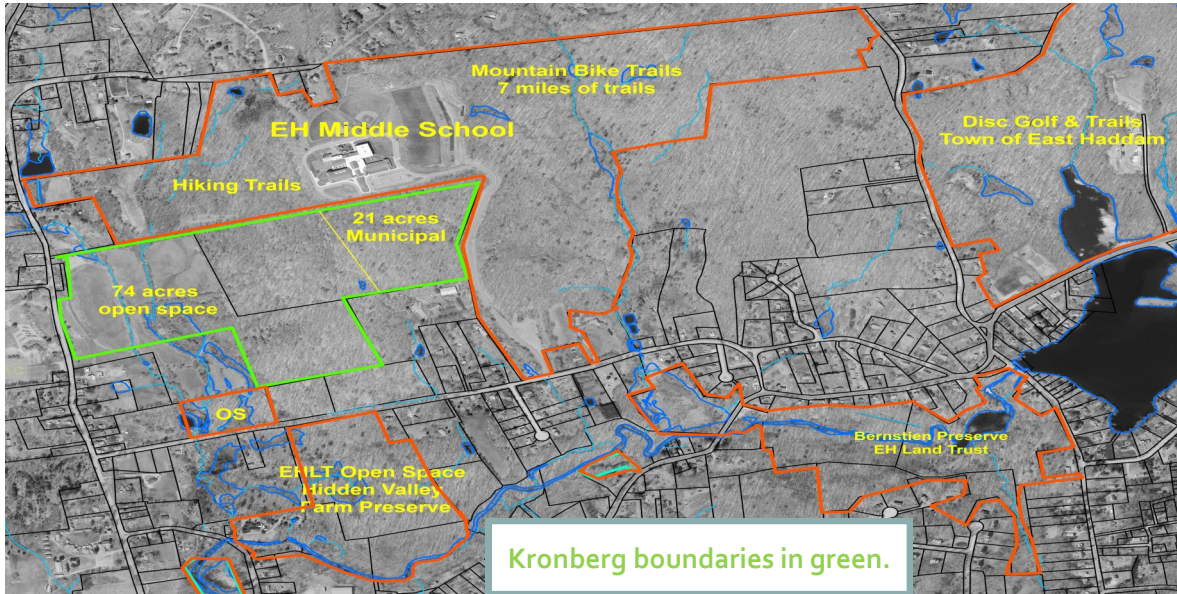 Mountain Bike Trails
7 miles of trails
EH Middle School
Disc Golf & Trails
Town of East Haddam
Hiking Trails
21 acres
Municipal
74 acres
open space
OS
Bernstien Preserve
EH Land Trust
EHLT Open Space
Hidden Valley
Farm Preserve
Kronberg boundaries in green.